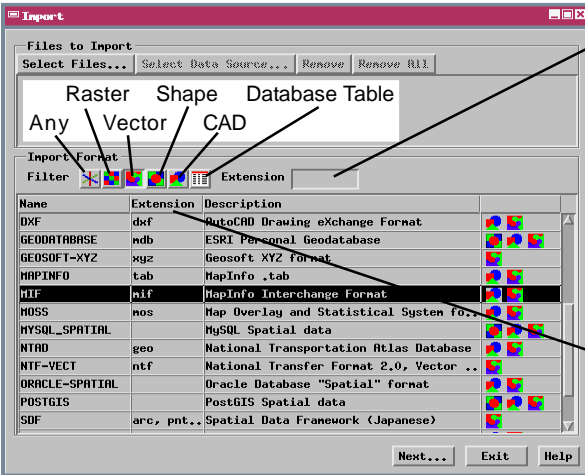 Import
Files to Import
Select Files... Select Data Source... Remove Remove All
Raster Shape Database Table
Any Vector CAD
Import Format
Filter Extension
Name Extension Description
DXF dxf AutoCAD Drawing eXchange Format
GEODATABASE mdb ESRI Personal Geodatabase
GEOSOFT-XYZ xyz Geosoft XYZ format
MAPINFO tab MapInfo .tab
MIF mif MapInfo Interchange Format
MOSS mos Map Overlay and Statistical System fo..
MYSQL_SPATIAL MySQL Spatial data
NTAD geo National Transportation Atlas Database
NTF-VECT ntf National Transfer Format 2.0, Vector ..
ORACLE-SPATIAL Oracle Database "Spatial" format
POSTGIS PostGIS Spatial data
SDF arc, pnt.. Spatial Data Framework (Japanese)
Next... Exit Help